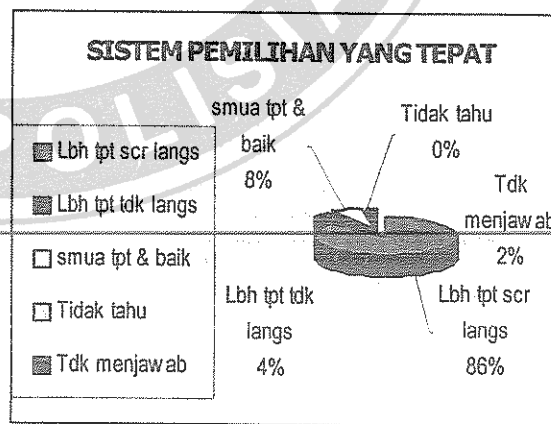 SISTEM PEMILIHAN YANG TEPAT
POLISI
Lbh tpt scr langs
Lbh tpt tdk langs
smua tpt & baik
Tidak tahu
Tdk menjawab
smua tpt &
baik
8%
Tidak tahu
0%
Tdk
menjawab
2%
Lbh tpt tdk
langs
4%
Lbh tpt scr
langs
86%